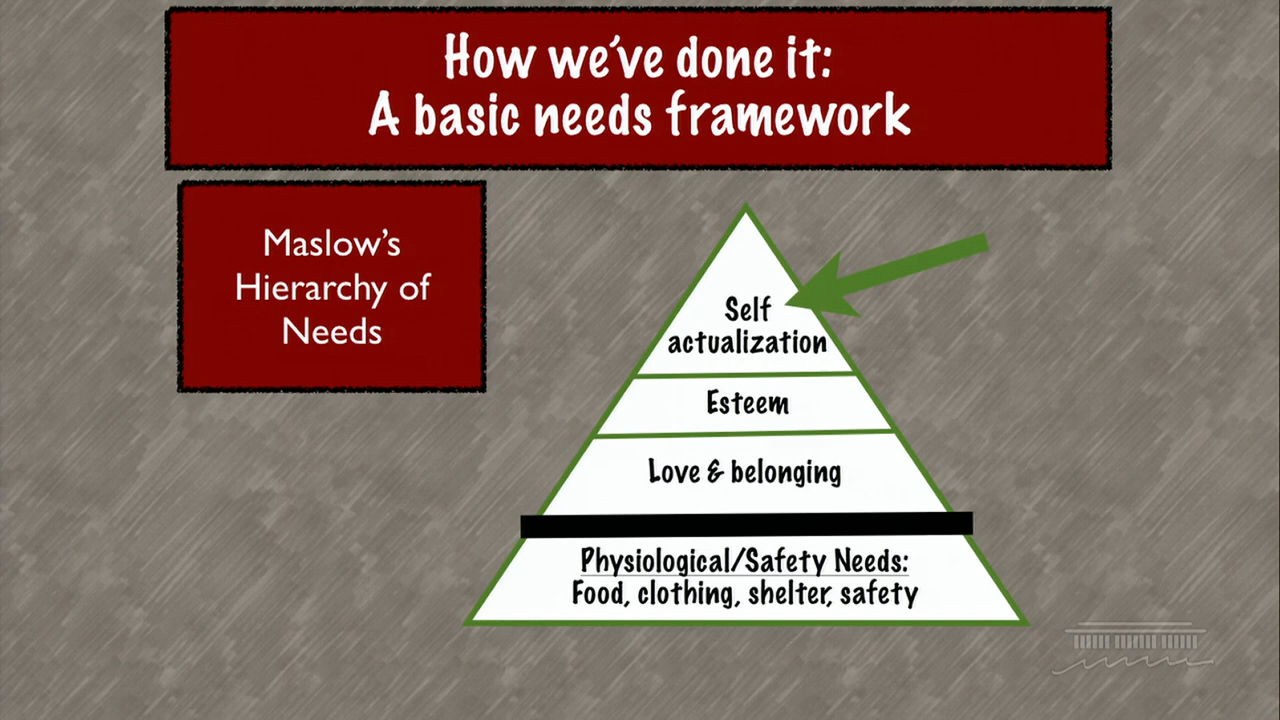 How we've done it:
A basic needs framework
Maslow's
Hierarchy of
Needs
Self
actualization
Esteem
Love & belonging
Physiological/Safety Needs:
Food, clothing, shelter, safety